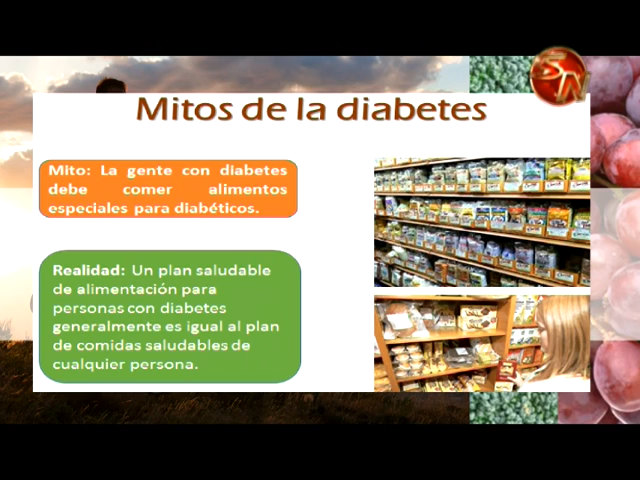 SN
Mitos de la diabetes
Mito: La gente con diabetes
debe comer alimentos
especiales para diabéticos.
Realidad: Un plan saludable
de alimentación para
personas con diabetes
generalmente es igual al plan
de comidas saludables de
cualquier persona.